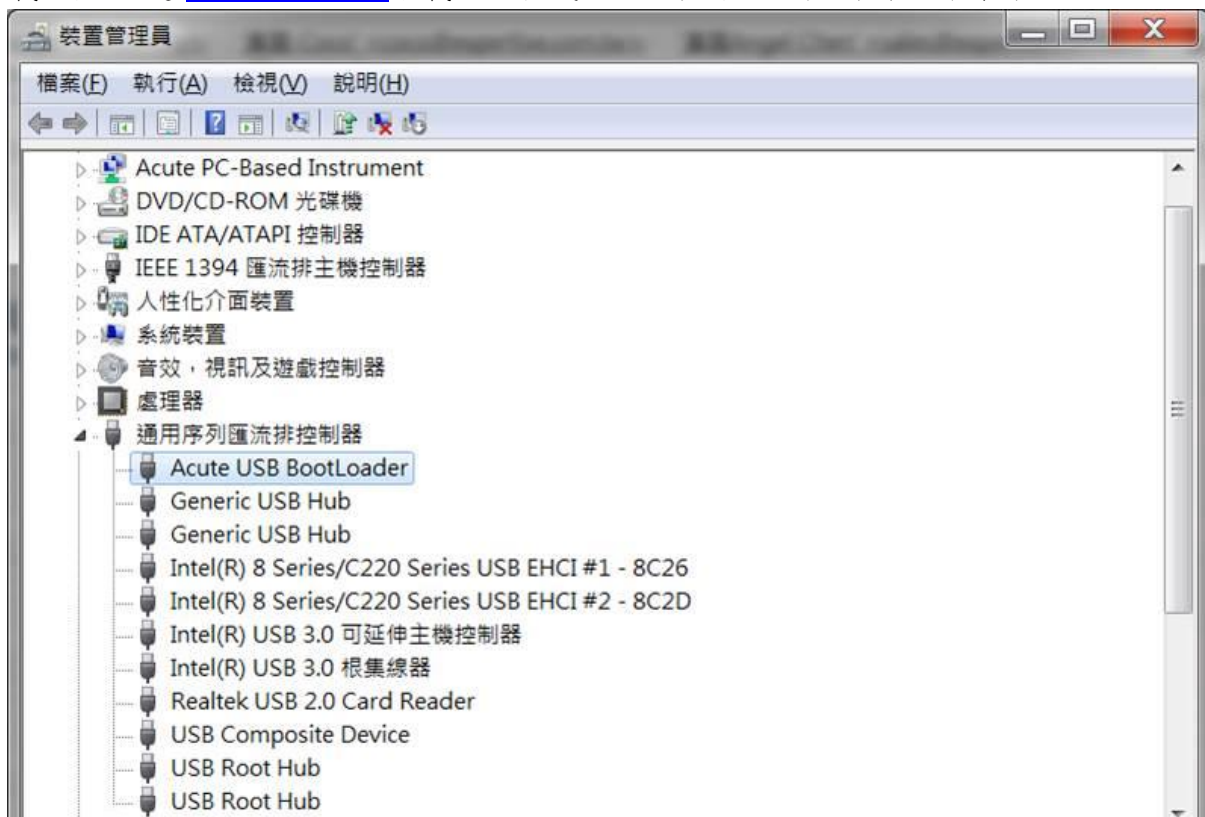 裝置管理員
檔案(F) 執行(A) 檢視(V) 說明(H)
Acute PC-Based Instrument
DVD/CD-ROM 光碟機
IDE ATA/ATAPI 控制器
IEEE 1394 匯流排主機控制器
人性化介面裝置
系統裝置
音效，視訊及遊戲控制器
處理器
通用序列匯流排控制器
Acute USB BootLoader
Generic USB Hub
Generic USB Hub
Intel(R) 8 Series/C220 Series USB EHCI #1 - 8C26
Intel(R) 8 Series/C220 Series USB EHCI #2 - 8C2D
Intel(R) USB 3.0 可延伸主機控制器
Intel(R) USB 3.0 根集線器
Realtek USB 2.0 Card Reader
USB Composite Device
USB Root Hub
USB Root Hub